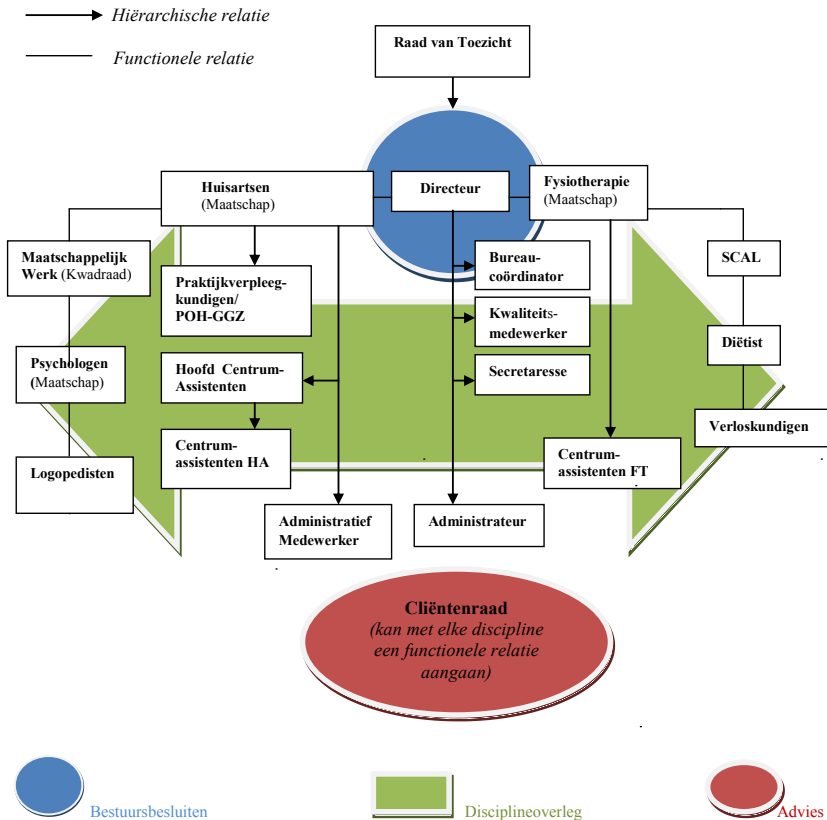 Hiërarchische relatie
Functionele relatie
Raad van Toezicht
Huisartsen
(Maatschap)
Directeur
Fysiotherapie
(Maatschap)
Maatschappelijk
Werk (Kwadraad)
Praktijkverpleeg-
kundigen/
POH-GGZ
Bureau-
coördinator
SCAL
Kwaliteits-
medewerker
Psychologen
(Maatschap)
Hoofd Centrum-
Assistenten
Secretaresse
Diëtist
Verloskundigen
Logopedisten
Centrum-
assistenten HA
Centrum-
assistenten FT
Administratief
Medewerker
Administrateur
Cliëntenraad
(kan met elke discipline
een functionele relatie
aangaan)
Bestuursbesluiten
Disciplineoverleg
Advies